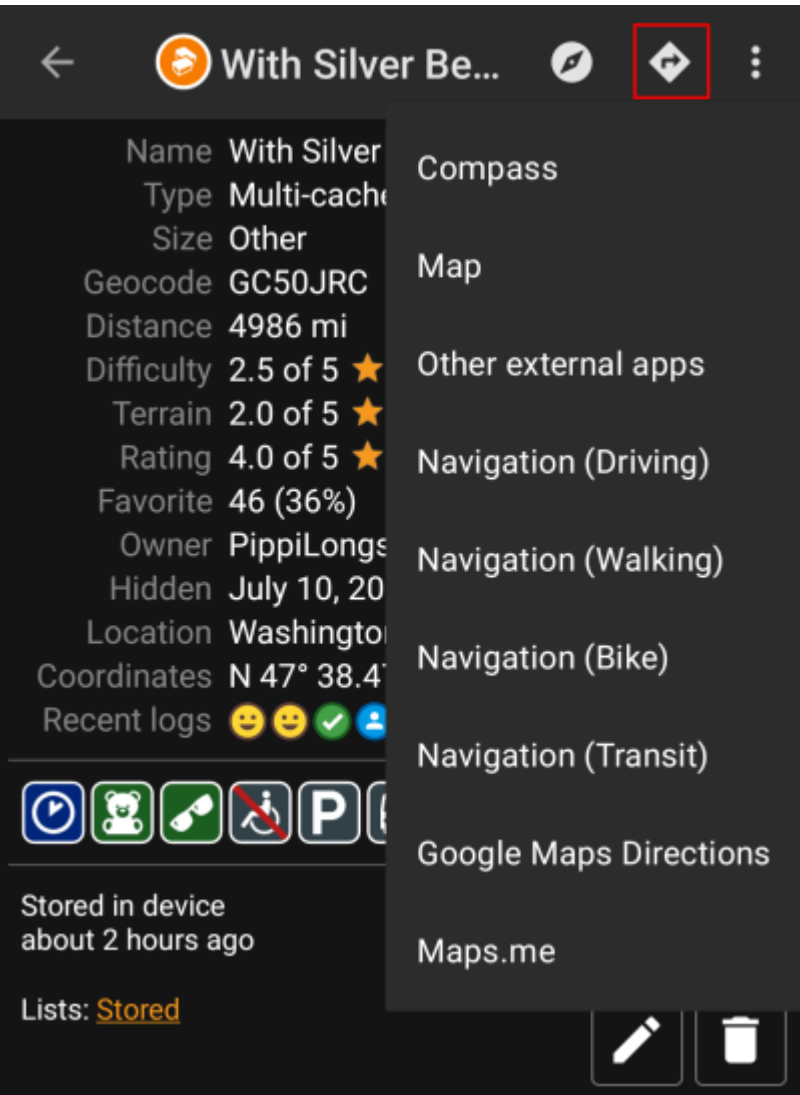 With Silver Be...
Name With Silver
Type Multi-cache
Size Other
Geocode GC50JRC
Distance 4986 mi
Difficulty 2.5 of 5
Terrain 2.0 of 5
Rating 4.0 of 5
Favorite 46 (36%)
Owner PippiLongs
Hidden July 10, 20
Location Washington
Coordinates N 47° 38.4
Recent logs
P
Stored in device
about 2 hours ago
Lists: Stored
Compass
Map
Other external apps
Navigation (Driving)
Navigation (Walking)
Navigation (Bike)
Navigation (Transit)
Google Maps Directions
Maps.me